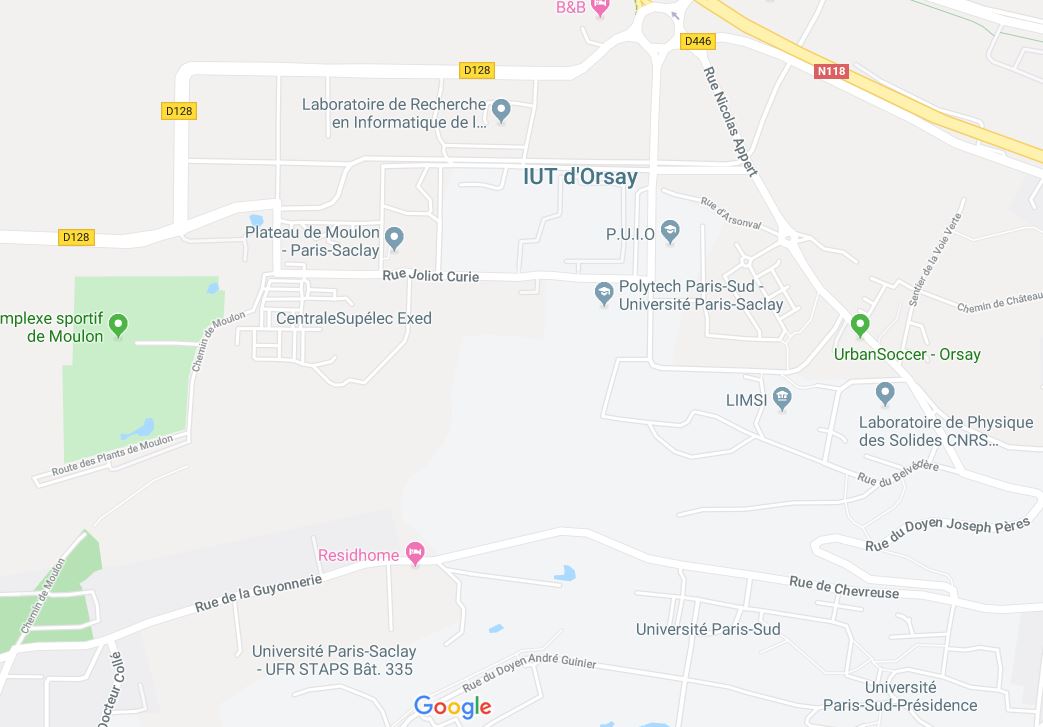 B&B
D446
D128
N118
Laboratoire de Recherche
en Informatique de l...
D128
Rue Nicolas Appert
IUT d'Orsay
Rue d'Arsonval
D128
Plateau de Moulon
- Paris-Saclay
P.U.I.O
Sentier de la Voie Verte
Rue Joliot Curie
Polytech Paris-Sud -
Université Paris-Saclay
Chemin de Château
mplexe sportif
de Moulon
Chemin de Moulon
CentraleSupélec Exed
UrbanSoccer - Orsay
LIMSI
Laboratoire de Physique
des Solides CNRS...
Route des Plants de Moulon
Rue du Belvédère
Rue du Doyen Joseph Pères
Residhome
Chemin de Moulon
Rue de la Guyonnerie
Rue de Chevreuse
Université Paris-Sud
Université Paris-Saclay
- UFR STAPS Bât. 335
Rue du Doyen André Guinier
Docteur Collé
Université
Paris-Sud-Présidence
Google